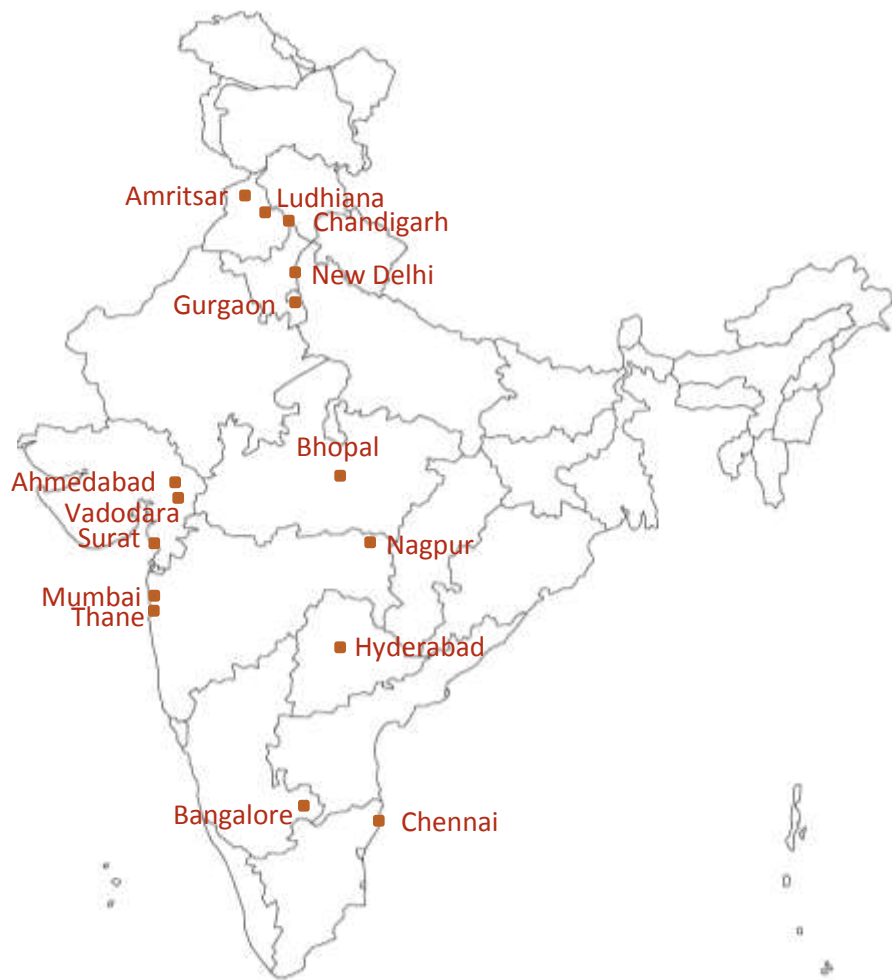 Amritsar
Ludhiana
Chandigarh
New Delhi
Gurgaon
Bhopal
Ahmedabad
Vadodara
Surat
Nagpur
Mumbai
Thane
Hyderabad
Bangalore
Chennai